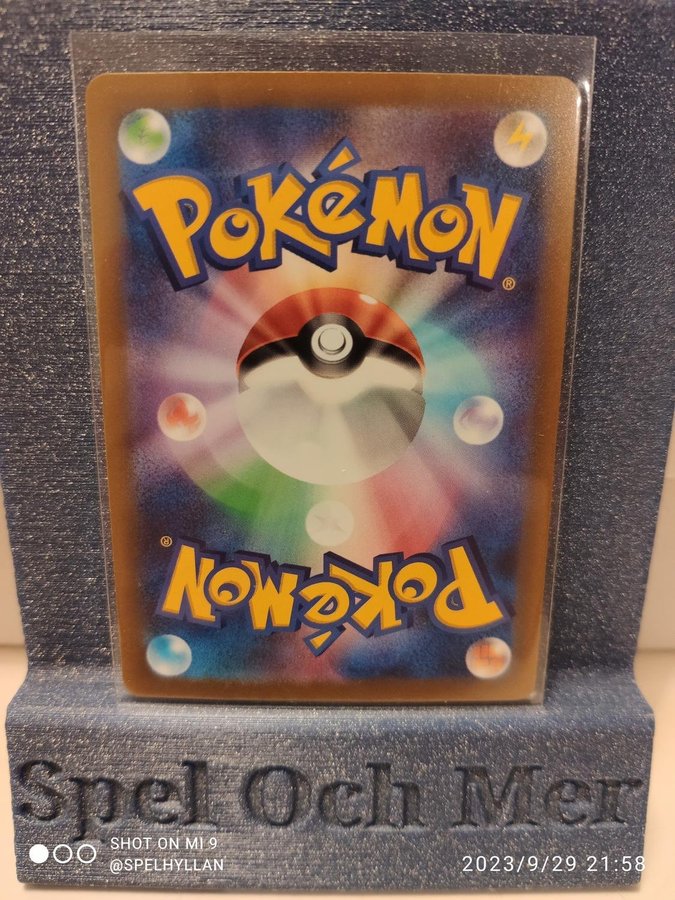 POKéMON®
POKéMON®
Spel Och Mer
SHOT ON MI 9
@SPELHYLLAN
2023/9/29 21:58